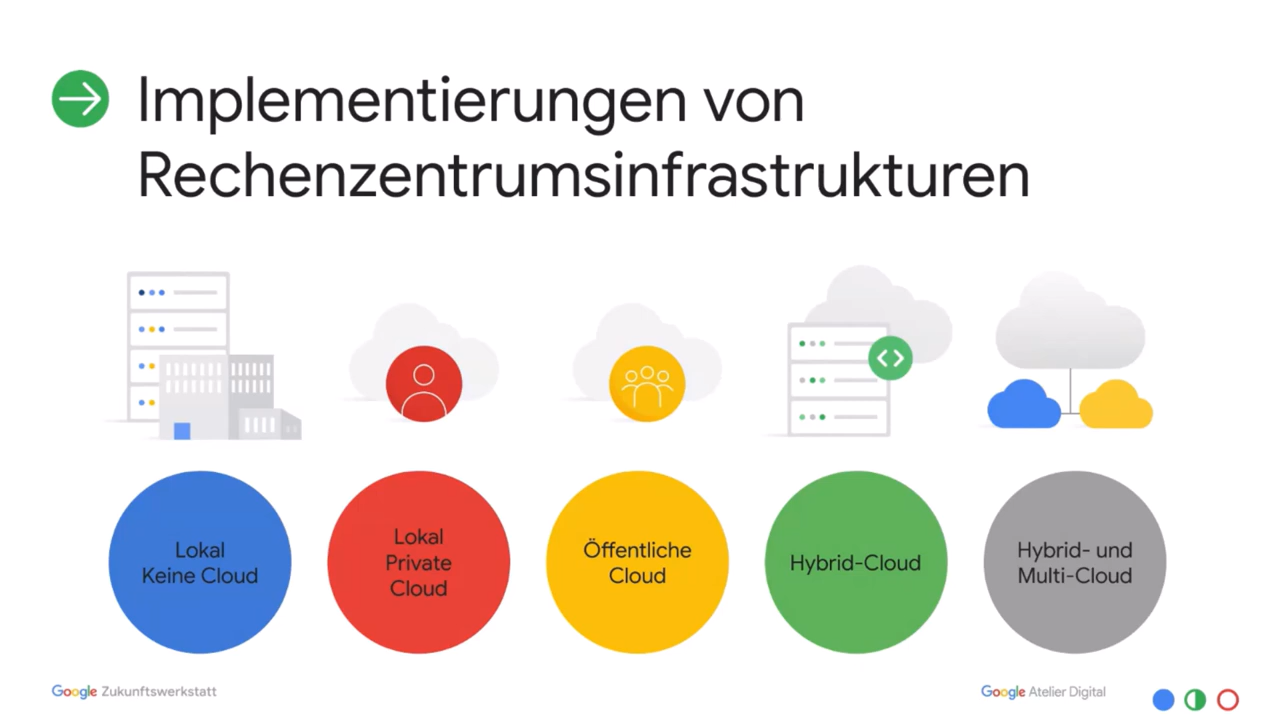 Implementierungen von
Rechenzentrumsinfrastrukturen
Lokal
Keine Cloud
Lokal
Private
Cloud
Öffentliche
Cloud
Hybrid-Cloud
Hybrid- und
Multi-Cloud
Google Zukunftswerkstatt
Google Atelier Digital